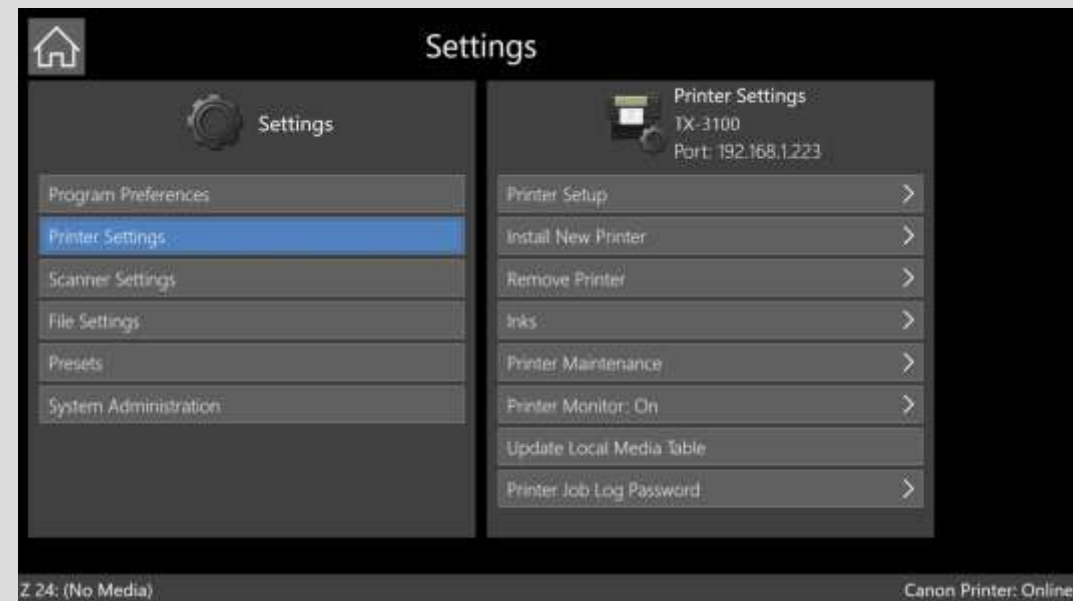 Settings
Settings
Program Preferences
Printer Settings
Scanner Settings
File Settings
Presets
System Administration
Printer Settings
TX-3100
Port: 192.168.1.223
Printer Setup
Install New Printer
Remove Printer
Inks
Printer Maintenance
Printer Monitor: On
Update Local Media Table
Printer Job Log Password
Z 24: (No Media)
Canon Printer: Online